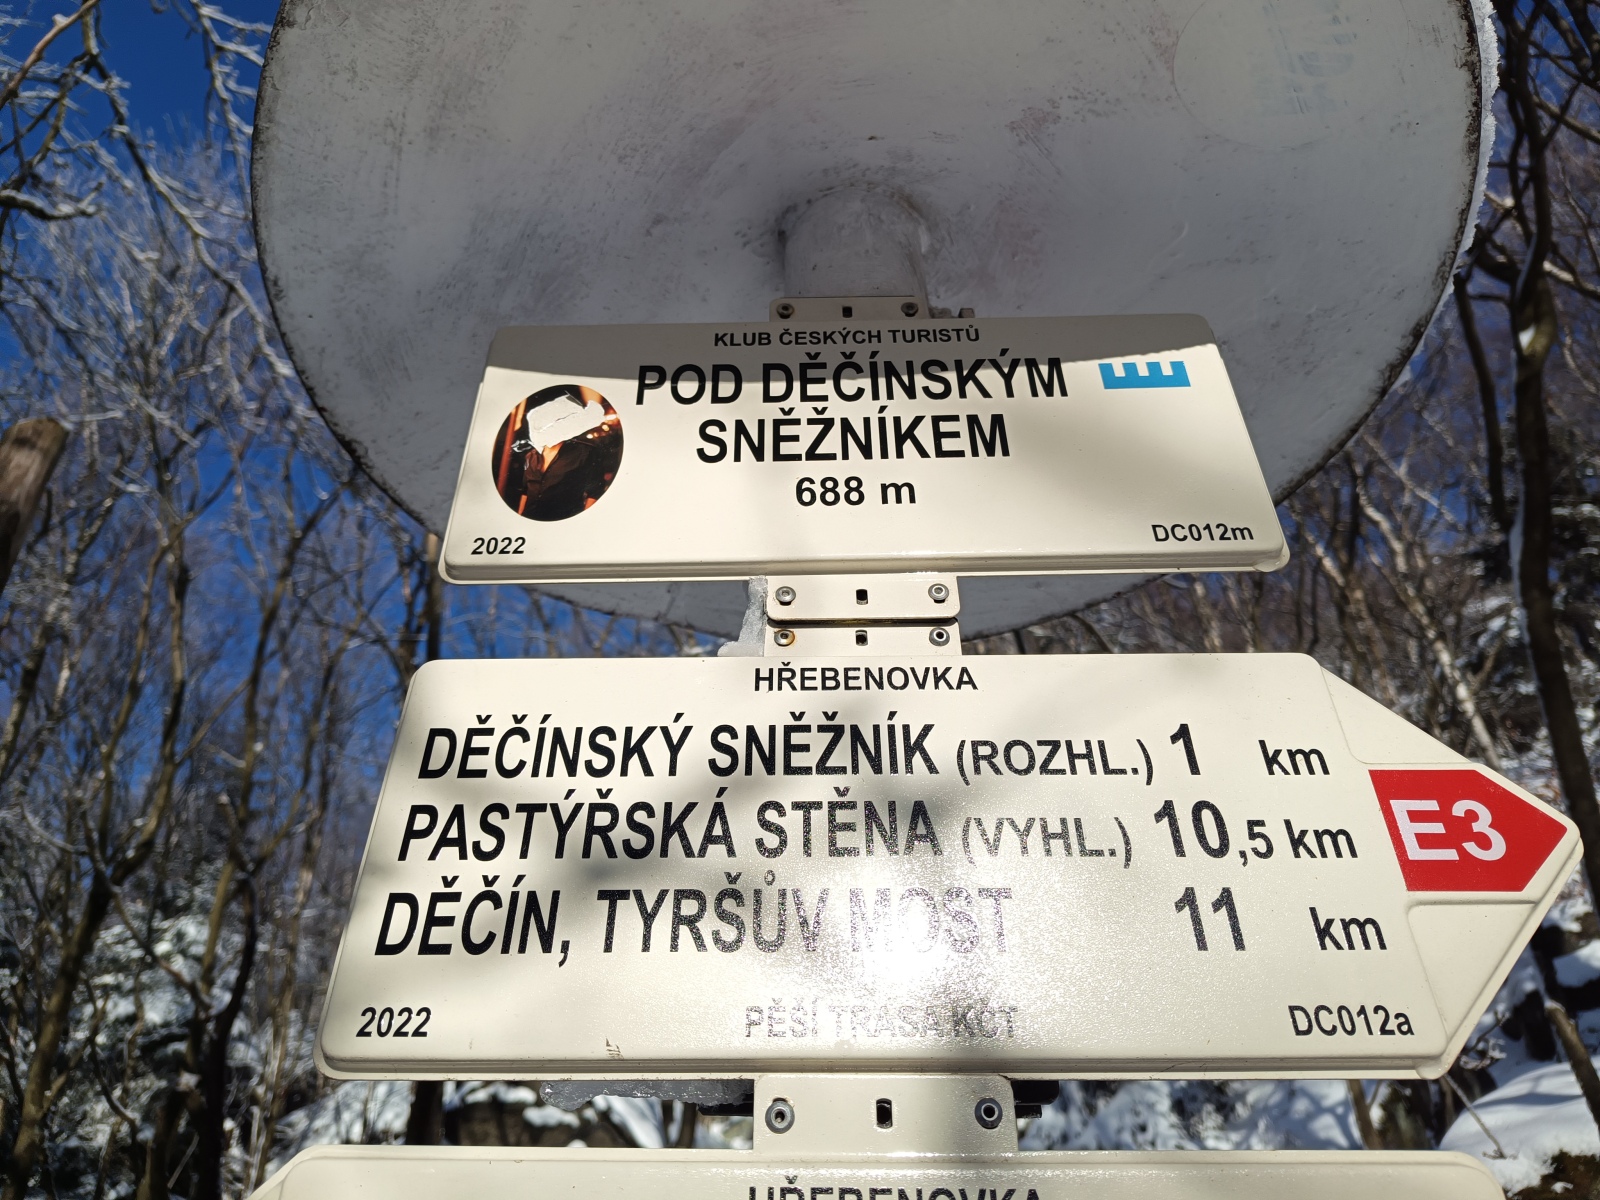 KLUB ČESKÝCH TURISTŮ
POD DĚČÍNSKÝM
SNĚŽNÍKEM
688 m
2022 DC012m
HŘEBENOVKA
DĚČÍNSKÝ SNĚŽNÍK (ROZHL.) 1 km
PASTÝŘSKÁ STĚNA (VYHL.) 10,5 km
E3
DĚČÍN, TYRŠŮV MOST 11 km
2022 PĚŠÍ TRASA KČT DC012a
HŘEBENOVKA